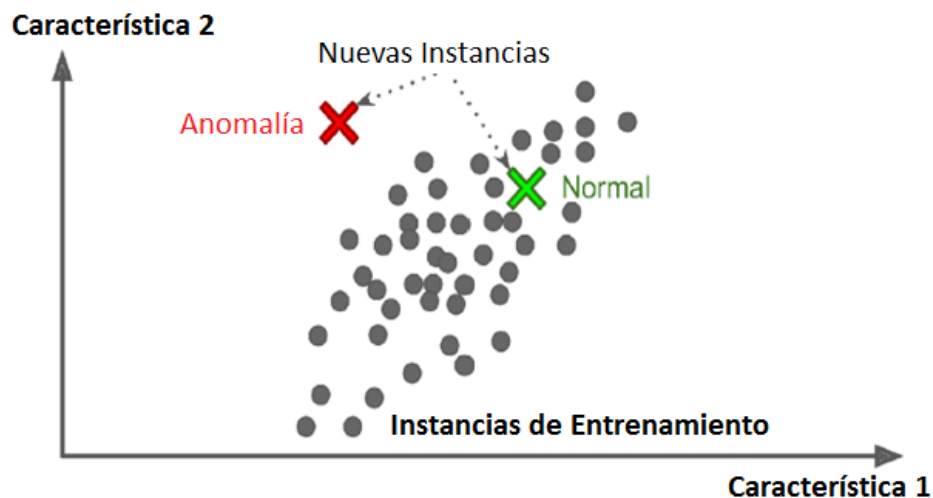 Característica 2
Nuevas Instancias
Anomalía
Normal
Instancias de Entrenamiento
Característica 1